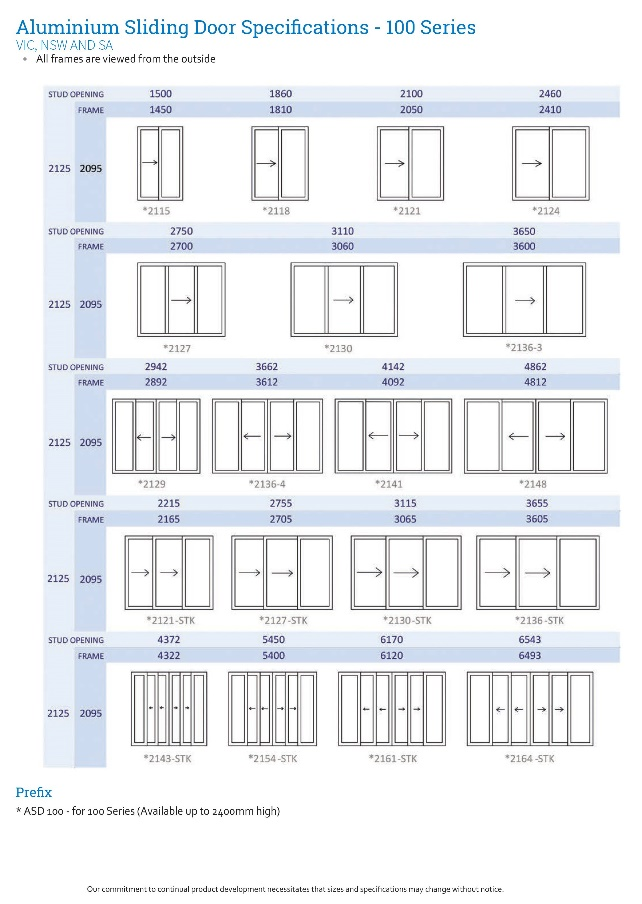 Aluminium Sliding Door Specifications - 100 Series
VIC, NSW AND SA
• All frames are viewed from the outside
STUD OPENING 1500 1860 2100 2460
FRAME 1450 1810 2050 2410
2125 2095
*2115 *2118 *2121 *2124
STUD OPENING 2750 3110 3650
FRAME 2700 3060 3600
2125 2095
*2127 *2130 *2136-3
STUD OPENING 2942 3662 4142 4862
FRAME 2892 3612 4092 4812
2125 2095
*2129 *2136-4 *2141 *2148
STUD OPENING 2215 2755 3115 3655
FRAME 2165 2705 3065 3605
2125 2095
*2121-STK *2127-STK *2130-STK *2136-STK
STUD OPENING 4372 5450 6170 6543
FRAME 4322 5400 6120 6493
2125 2095
*2143-STK *2154-STK *2161-STK *2164-STK
Prefix
* ASD 100 - for 100 Series (Available up to 2400mm high)
Our commitment to continual product development necessitates that sizes and specifications may change without notice.